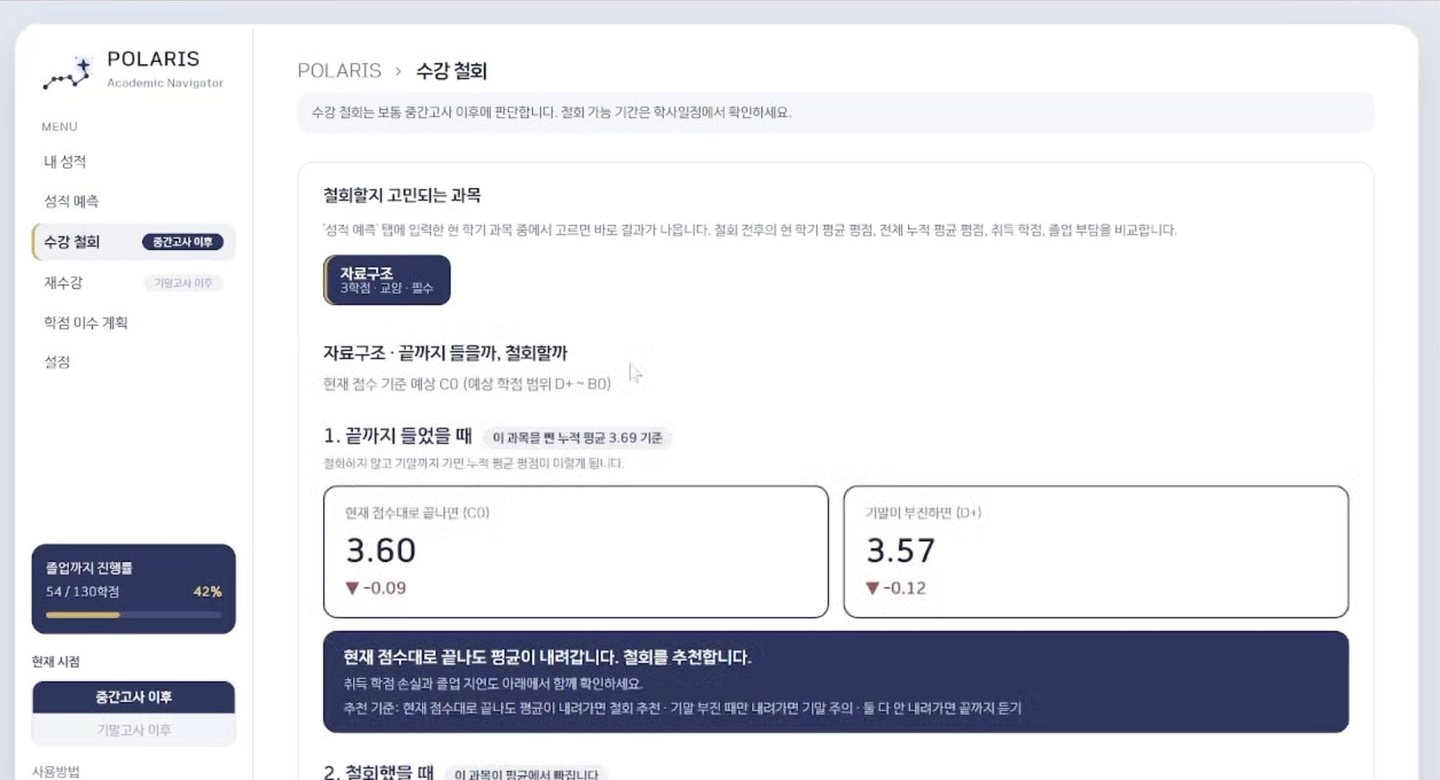 POLARIS
Academic Navigator
MENU
내 성적
성적 예측
수강 철회 중간고사 이후
재수강 기말고사 이후
학점 이수 계획
설정
졸업까지 진행률
54 / 130학점 42%
현재 시점
중간고사 이후
기말고사 이후
사용방법
POLARIS › 수강 철회
수강 철회는 보통 중간고사 이후에 판단합니다. 철회 가능 기간은 학사일정에서 확인하세요.
철회할지 고민되는 과목
'성적 예측' 탭에 입력한 현 학기 과목 중에서 고르면 바로 결과가 나옵니다. 철회 전후의 현 학기 평균 평점, 전체 누적 평균 평점, 취득 학점, 졸업 부담을 비교합니다.
자료구조
3학점 · 교양 · 필수
자료구조 · 끝까지 들을까, 철회할까
현재 점수 기준 예상 C0 (예상 학점 범위 D+ ~ B0)
1. 끝까지 들었을 때 이 과목을 뺀 누적 평균 3.69 기준
철회하지 않고 기말까지 가면 누적 평균 평점이 이렇게 됩니다.
현재 점수대로 끝나면 (C0)
3.60
▼ -0.09
기말이 부진하면 (D+)
3.57
▼ -0.12
현재 점수대로 끝나도 평균이 내려갑니다. 철회를 추천합니다.
취득 학점 손실과 졸업 지연도 아래에서 함께 확인하세요.
추천 기준: 현재 점수대로 끝나도 평균이 내려가면 철회 추천 · 기말 부진 때만 내려가면 기말 주의 · 둘 다 안 내려가면 끝까지 듣기
2. 철회했을 때 이 과목이 평균에서 빠집니다